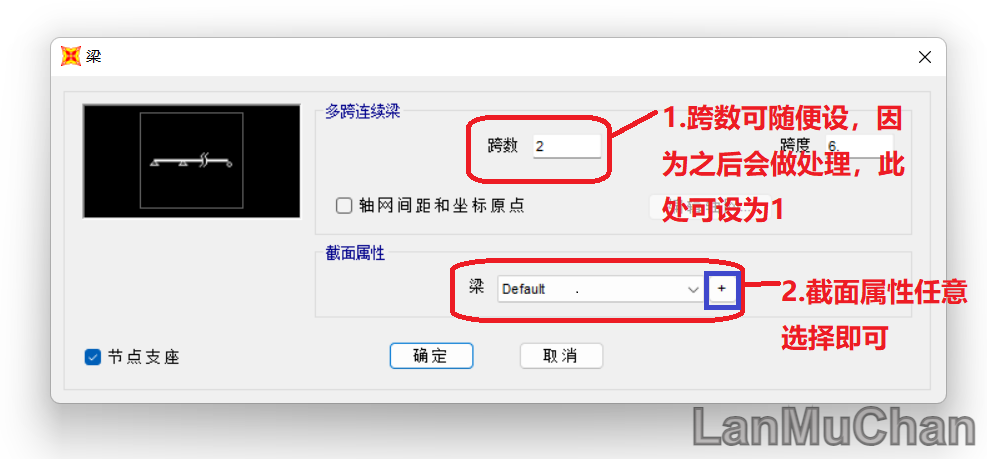 梁
多跨连续梁
跨数 2
跨度 6.
1.跨数可随便设，因
为之后会做处理，此
处可设为1
轴网间距和坐标原点
截面属性
梁 Default +
2.截面属性任意
选择即可
节点支座
确定
取消
LanMuChan